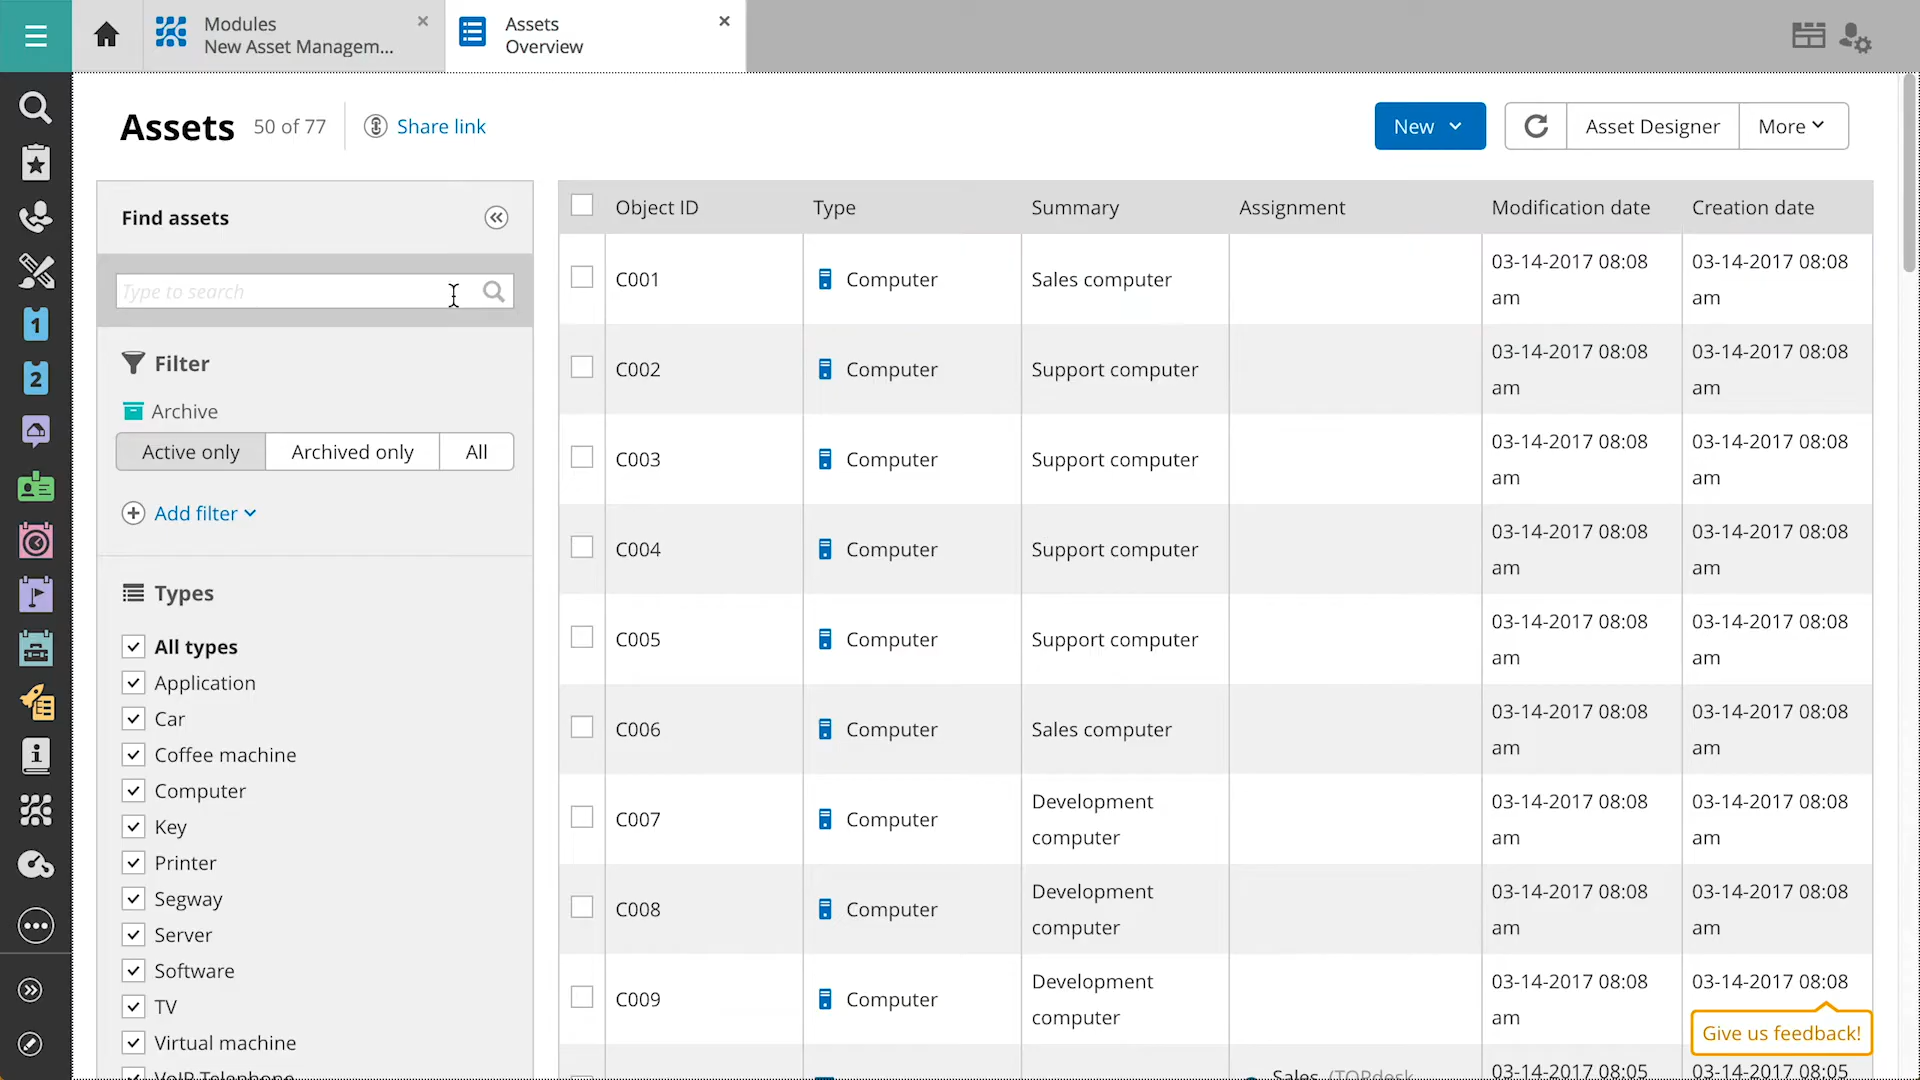 Modules
New Asset Managem...
Assets
Overview
Assets
50 of 77
Share link
New
Asset Designer
More
Find assets
Type to search
Filter
Archive
Active only
Archived only
All
Add filter
Types
All types
Application
Car
Coffee machine
Computer
Key
Printer
Segway
Server
Software
TV
Virtual machine
VoIP Telephone
Object ID Type Summary Assignment Modification date Creation date
C001 Computer Sales computer 03-14-2017 08:08 am 03-14-2017 08:08 am
C002 Computer Support computer 03-14-2017 08:08 am 03-14-2017 08:08 am
C003 Computer Support computer 03-14-2017 08:08 am 03-14-2017 08:08 am
C004 Computer Support computer 03-14-2017 08:08 am 03-14-2017 08:08 am
C005 Computer Support computer 03-14-2017 08:08 am 03-14-2017 08:08 am
C006 Computer Sales computer 03-14-2017 08:08 am 03-14-2017 08:08 am
C007 Computer Development computer 03-14-2017 08:08 am 03-14-2017 08:08 am
C008 Computer Development computer 03-14-2017 08:08 am 03-14-2017 08:08 am
C009 Computer Development computer 03-14-2017 08:08 am 03-14-2017 08:08
Give us feedback!
Sales (TOPdesk 03-14-2017 08:05 03-14-2017 08:05
1
2